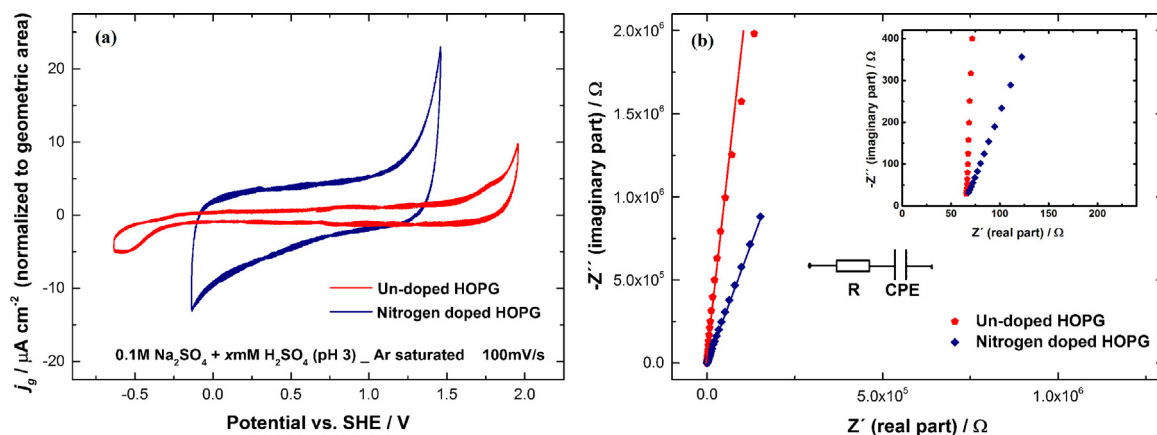 (a)
j_g / µA cm⁻² (normalized to geometric area)
20
10
0
-10
-20
Un-doped HOPG
Nitrogen doped HOPG
0.1M Na₂SO₄ + xmM H₂SO₄ (pH 3) _ Ar saturated 100mV/s
-0.5 0.0 0.5 1.0 1.5 2.0
Potential vs. SHE / V
(b)
-Z´´ (imaginary part) / Ω
2.0x10⁶
1.5x10⁶
1.0x10⁶
5.0x10⁵
0.0
-Z´´ (imaginary part) / Ω
400
300
200
100
0
0 50 100 150 200
Z´ (real part) / Ω
R CPE
Un-doped HOPG
Nitrogen doped HOPG
0.0 5.0x10⁵ 1.0x10⁶
Z´ (real part) / Ω